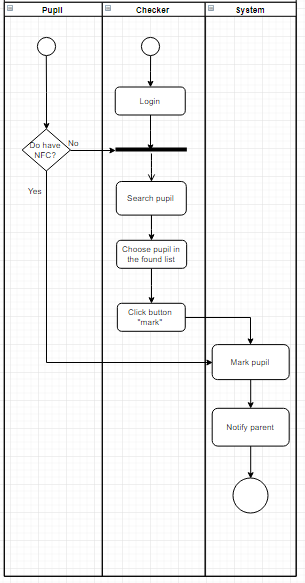 Pupil
Checker
System
Login
Do have
NFC?
No
Yes
Search pupil
Choose pupil in
the found list
Click button
"mark"
Mark pupil
Notify parent